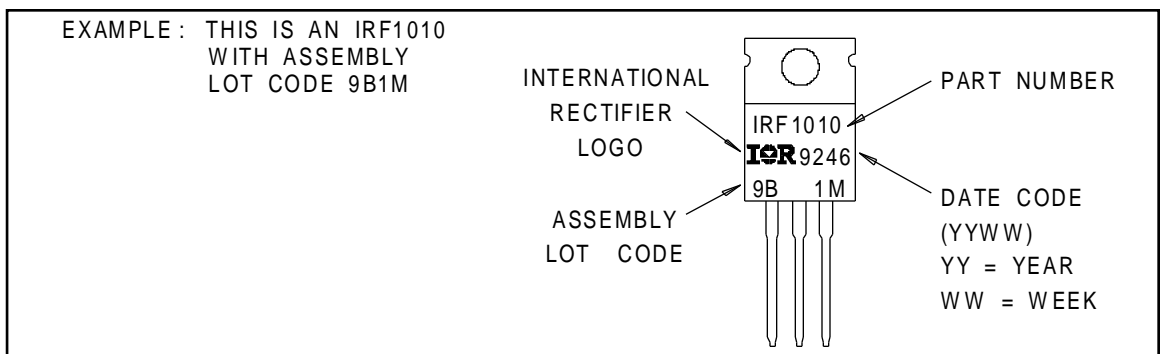 EXAMPLE : THIS IS AN IRF1010
WITH ASSEMBLY
LOT CODE 9B1M
INTERNATIONAL
RECTIFIER
LOGO
ASSEMBLY
LOT CODE
IRF1010
IOR 9246
9B 1M
PART NUMBER
DATE CODE
(YYWW)
YY = YEAR
WW = WEEK